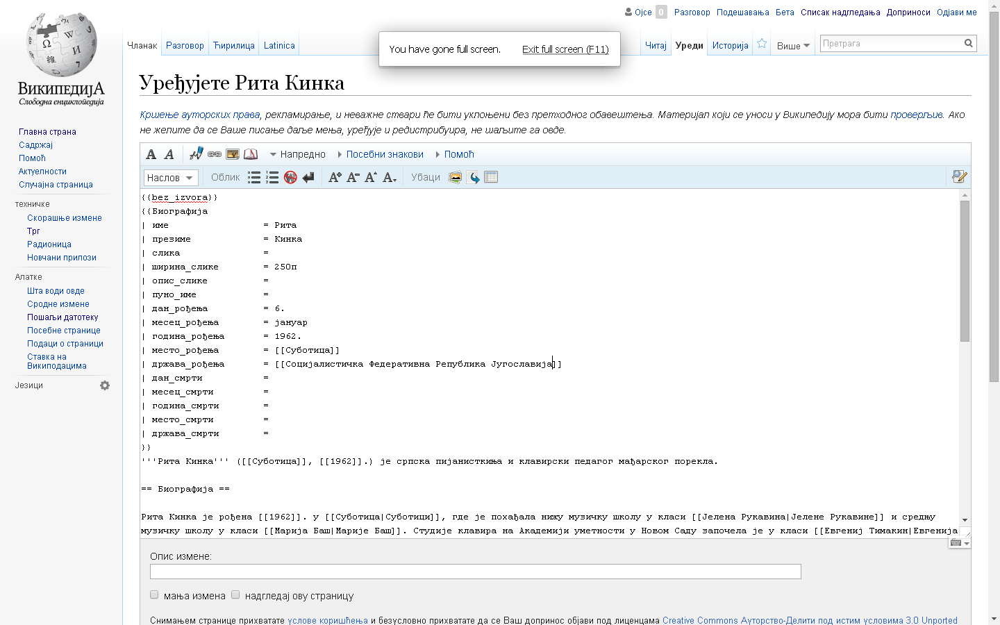 Ојсе 0 Разговор Подешавања Бета Списак надгледања Доприноси Одјави ме
Чланак Разговор Ћирилица Latinica
You have gone full screen. Exit full screen (F11)
Читај Уреди Историја Више Претрага
ВикипедијА
Слободна енциклопедија
Главна страна
Садржај
Помоћ
Актуелности
Случајна страница
техничке
Скорашње измене
Трг
Радионица
Новчани прилози
Алатке
Шта води овде
Сродне измене
Пошаљи датотеку
Посебне странице
Подаци о страници
Ставка на
Википодацима
Језици
Уређујете Рита Кинка
Кршење ауторских права, рекламирање, и неважне ствари ће бити уклоњени без претходног обавештења. Материјал који се уноси у Википедију мора бити проверљив. Ако
не желите да се Ваше писање даље мења, уређује и редистрибуира, не шаљите га овде.
Напредно Посебни знакови Помоћ
Наслов Облик Убаци
{{bez_izvora}}
{{Биографија
| име = Рита
| презиме = Кинка
| слика =
| ширина_слике = 250п
| опис_слике =
| пуно_име =
| дан_рођења = 6.
| месец_рођења = јануар
| година_рођења = 1962.
| место_рођења = [[Суботица]]
| држава_рођења = [[Социјалистичка Федеративна Република Југославија]]
| дан_смрти =
| месец_смрти =
| година_смрти =
| место_смрти =
| држава_смрти =
}}
'''Рита Кинка''' ([[Суботица]], [[1962]].) је српска пијанисткиња и клавирски педагог мађарског порекла.
== Биографија ==
Рита Кинка је рођена [[1962]]. у [[Суботица|Суботици]], где је похађала нижу музичку школу у класи [[Јелена Рукавина|Јелене Рукавине]] и средњу
музичку школу у класи [[Марија Баш|Марије Баш]]. Студије клавира на Академији уметности у Новом Саду започела је у класи [[Евгениј Тимакин|Евгенија
Опис измене:
мања измена надгледај ову страницу
Снимањем странице прихватате услове коришћења и безусловно прихватате да се Ваш допринос објави под лиценцама Creative Commons Ауторство-Делити под истим условима 3.0 Unported